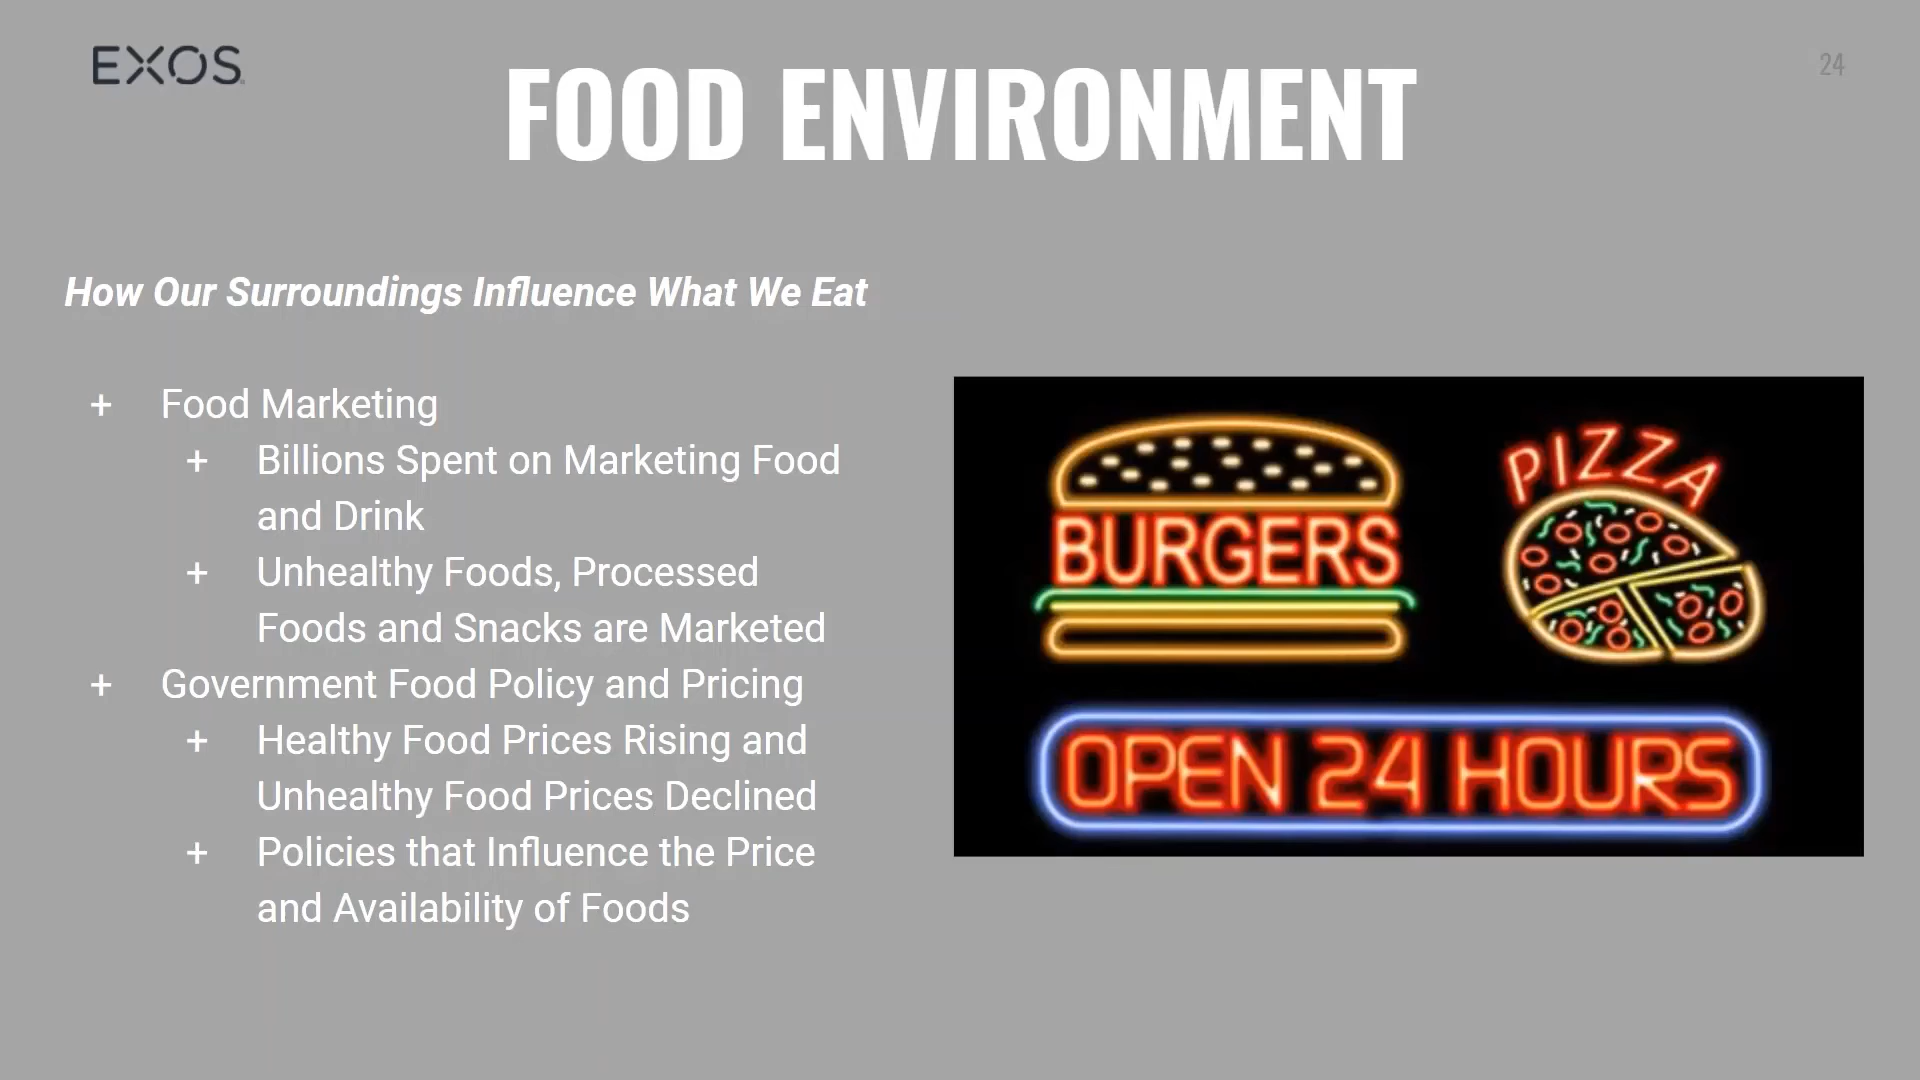 EXOS
24
FOOD ENVIRONMENT
How Our Surroundings Influence What We Eat
+ Food Marketing
+ Billions Spent on Marketing Food
and Drink
+ Unhealthy Foods, Processed
Foods and Snacks are Marketed
+ Government Food Policy and Pricing
+ Healthy Food Prices Rising and
Unhealthy Food Prices Declined
+ Policies that Influence the Price
and Availability of Foods
BURGERS
PIZZA
OPEN 24 HOURS